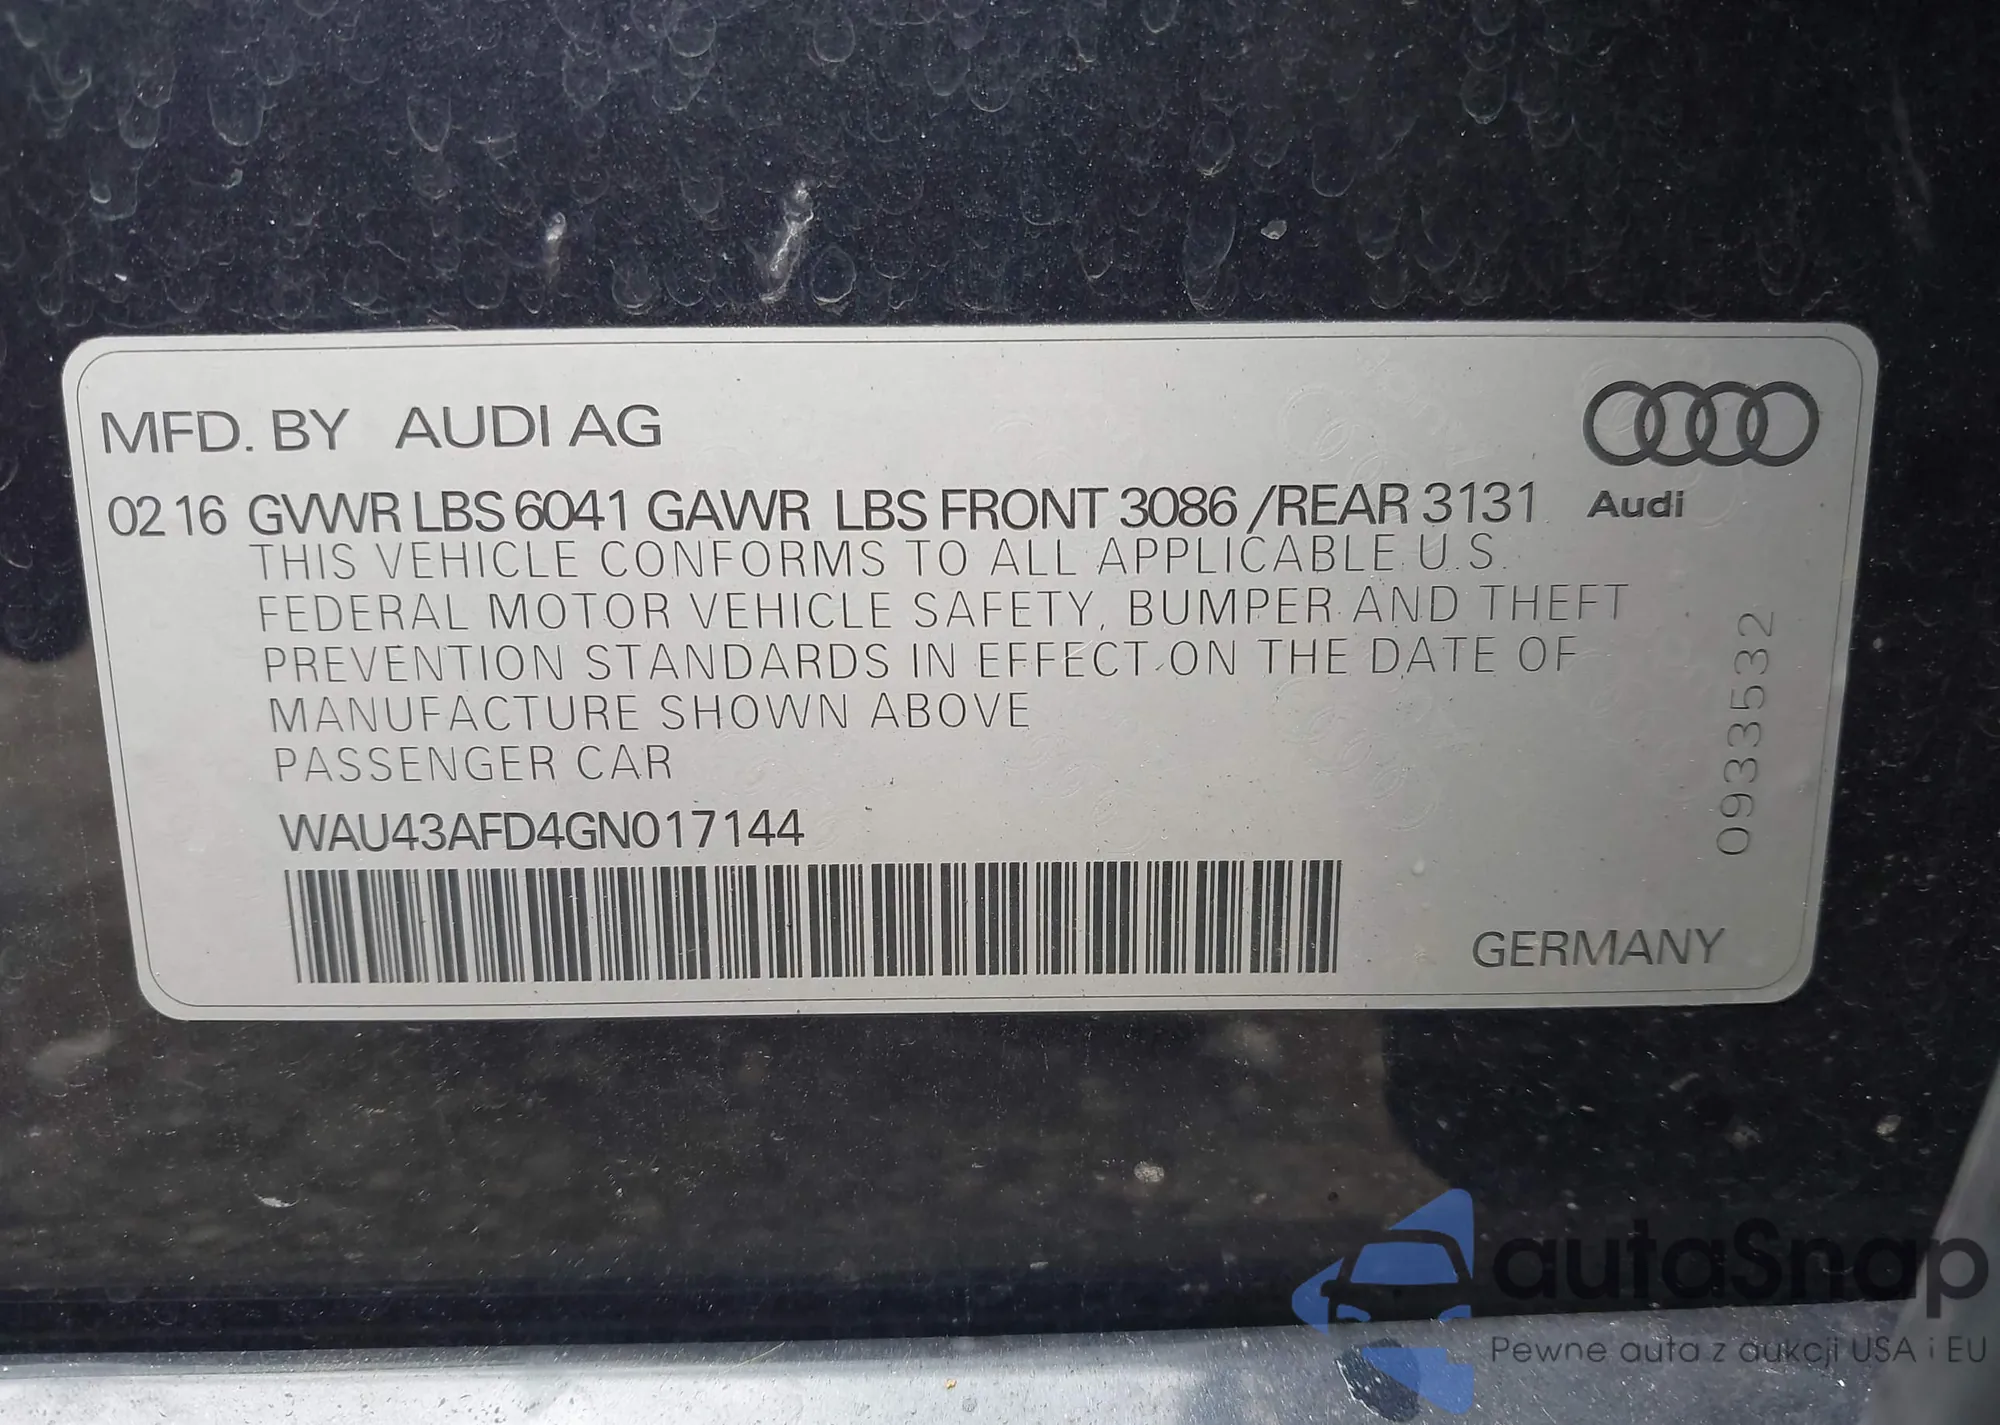 MFD. BY AUDI AG
02 16 GVWR LBS 6041 GAWR LBS FRONT 3086 /REAR 3131
Audi
THIS VEHICLE CONFORMS TO ALL APPLICABLE U.S.
FEDERAL MOTOR VEHICLE SAFETY, BUMPER AND THEFT
PREVENTION STANDARDS IN EFFECT ON THE DATE OF
MANUFACTURE SHOWN ABOVE
PASSENGER CAR
WAU43AFD4GN017144
0933532
GERMANY
autaSnap
Pewne auta z aukcji USA i EU